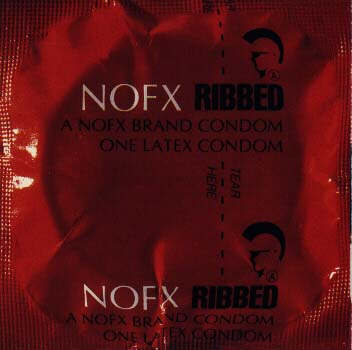 NOFX RIBBED
A NOFX BRAND CONDOM
ONE LATEX CONDOM
TEAR
HERE
NOFX RIBBED
A NOFX BRAND CONDOM
ONE LATEX CONDOM